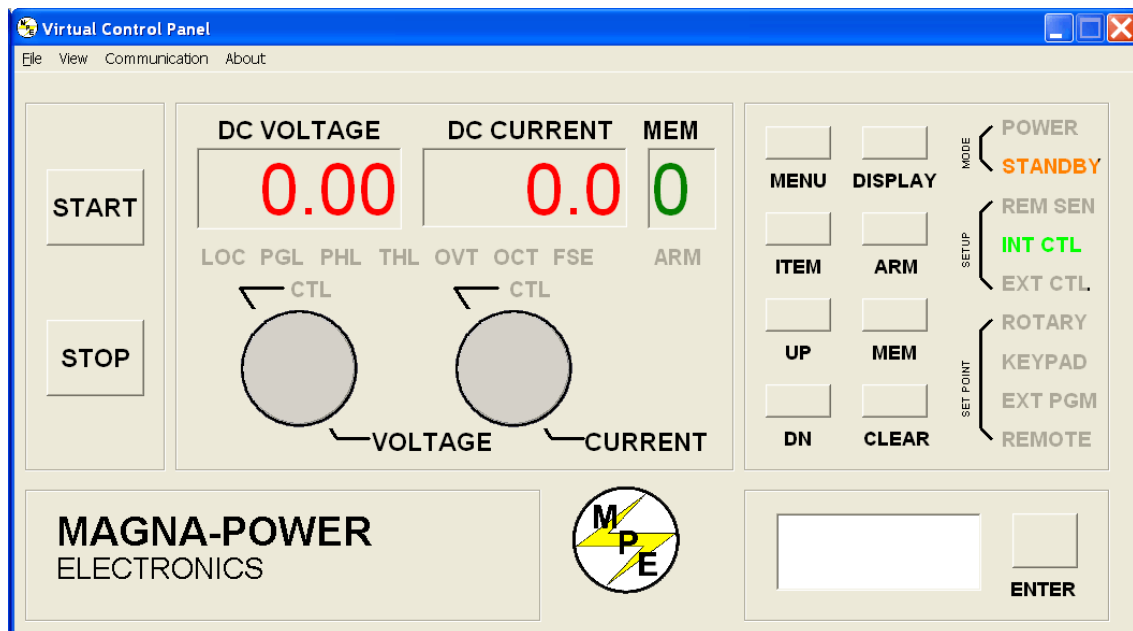 Virtual Control Panel
File View Communication About
START
STOP
DC VOLTAGE DC CURRENT MEM
0.00 0.0 0
LOC PGL PHL THL OVT OCT FSE ARM
CTL CTL
VOLTAGE CURRENT
MENU DISPLAY
ITEM ARM
UP MEM
DN CLEAR
MODE
POWER
STANDBY
SETUP
REM SEN
INT CTL
EXT CTL
SET POINT
ROTARY
KEYPAD
EXT PGM
REMOTE
MAGNA-POWER
ELECTRONICS
M
P
E
ENTER